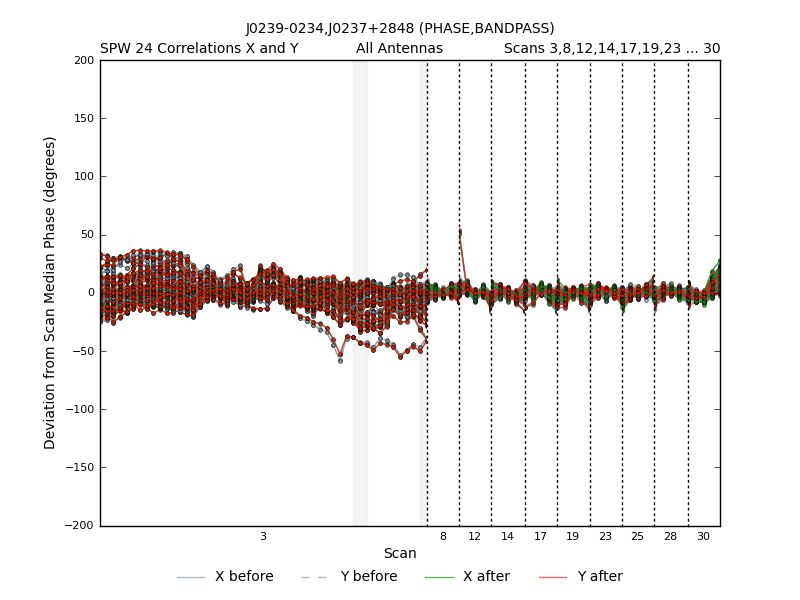 J0239-0234,J0237+2848 (PHASE,BANDPASS)
SPW 24 Correlations X and Y All Antennas Scans 3,8,12,14,17,19,23 ... 30
200
150
100
50
0
−50
−100
−150
−200
Deviation from Scan Median Phase (degrees)
3 8 12 14 17 19 23 25 28 30
Scan
X before Y before X after Y after